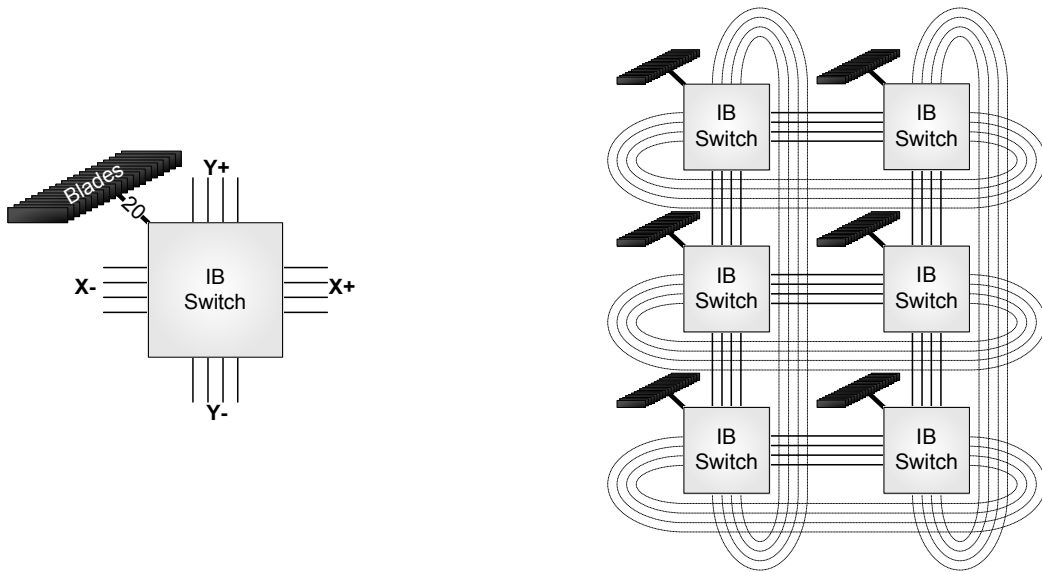 Blades
20
Y+
X-
IB
Switch
X+
Y-
IB
Switch
IB
Switch
IB
Switch
IB
Switch
IB
Switch
IB
Switch